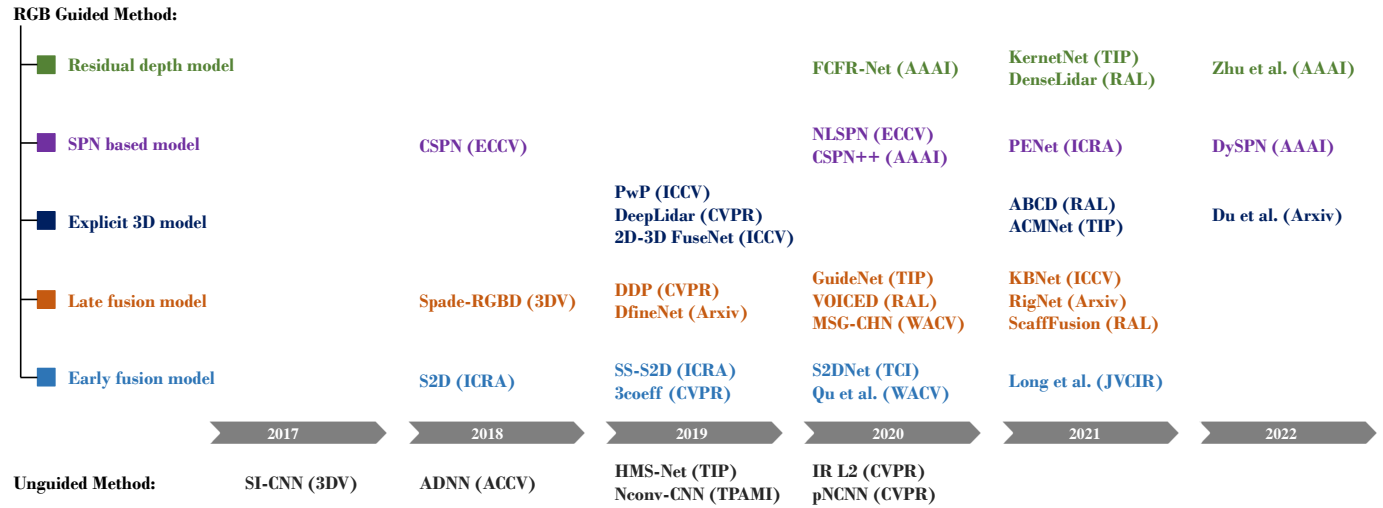 RGB Guided Method:
Residual depth model
FCFR-Net (AAAI)
KernetNet (TIP)
DenseLidar (RAL)
Zhu et al. (AAAI)
SPN based model
CSPN (ECCV)
NLSPN (ECCV)
CSPN++ (AAAI)
PENet (ICRA)
DySPN (AAAI)
Explicit 3D model
PwP (ICCV)
DeepLidar (CVPR)
2D-3D FuseNet (ICCV)
ABCD (RAL)
ACMNet (TIP)
Du et al. (Arxiv)
Late fusion model
Spade-RGBD (3DV)
DDP (CVPR)
DfineNet (Arxiv)
GuideNet (TIP)
VOICED (RAL)
MSG-CHN (WACV)
KBNet (ICCV)
RigNet (Arxiv)
ScaffFusion (RAL)
Early fusion model
S2D (ICRA)
SS-S2D (ICRA)
3coeff (CVPR)
S2DNet (TCI)
Qu et al. (WACV)
Long et al. (JVCIR)
2017
2018
2019
2020
2021
2022
Unguided Method:
SI-CNN (3DV)
ADNN (ACCV)
HMS-Net (TIP)
Nconv-CNN (TPAMI)
IR L2 (CVPR)
pNCNN (CVPR)